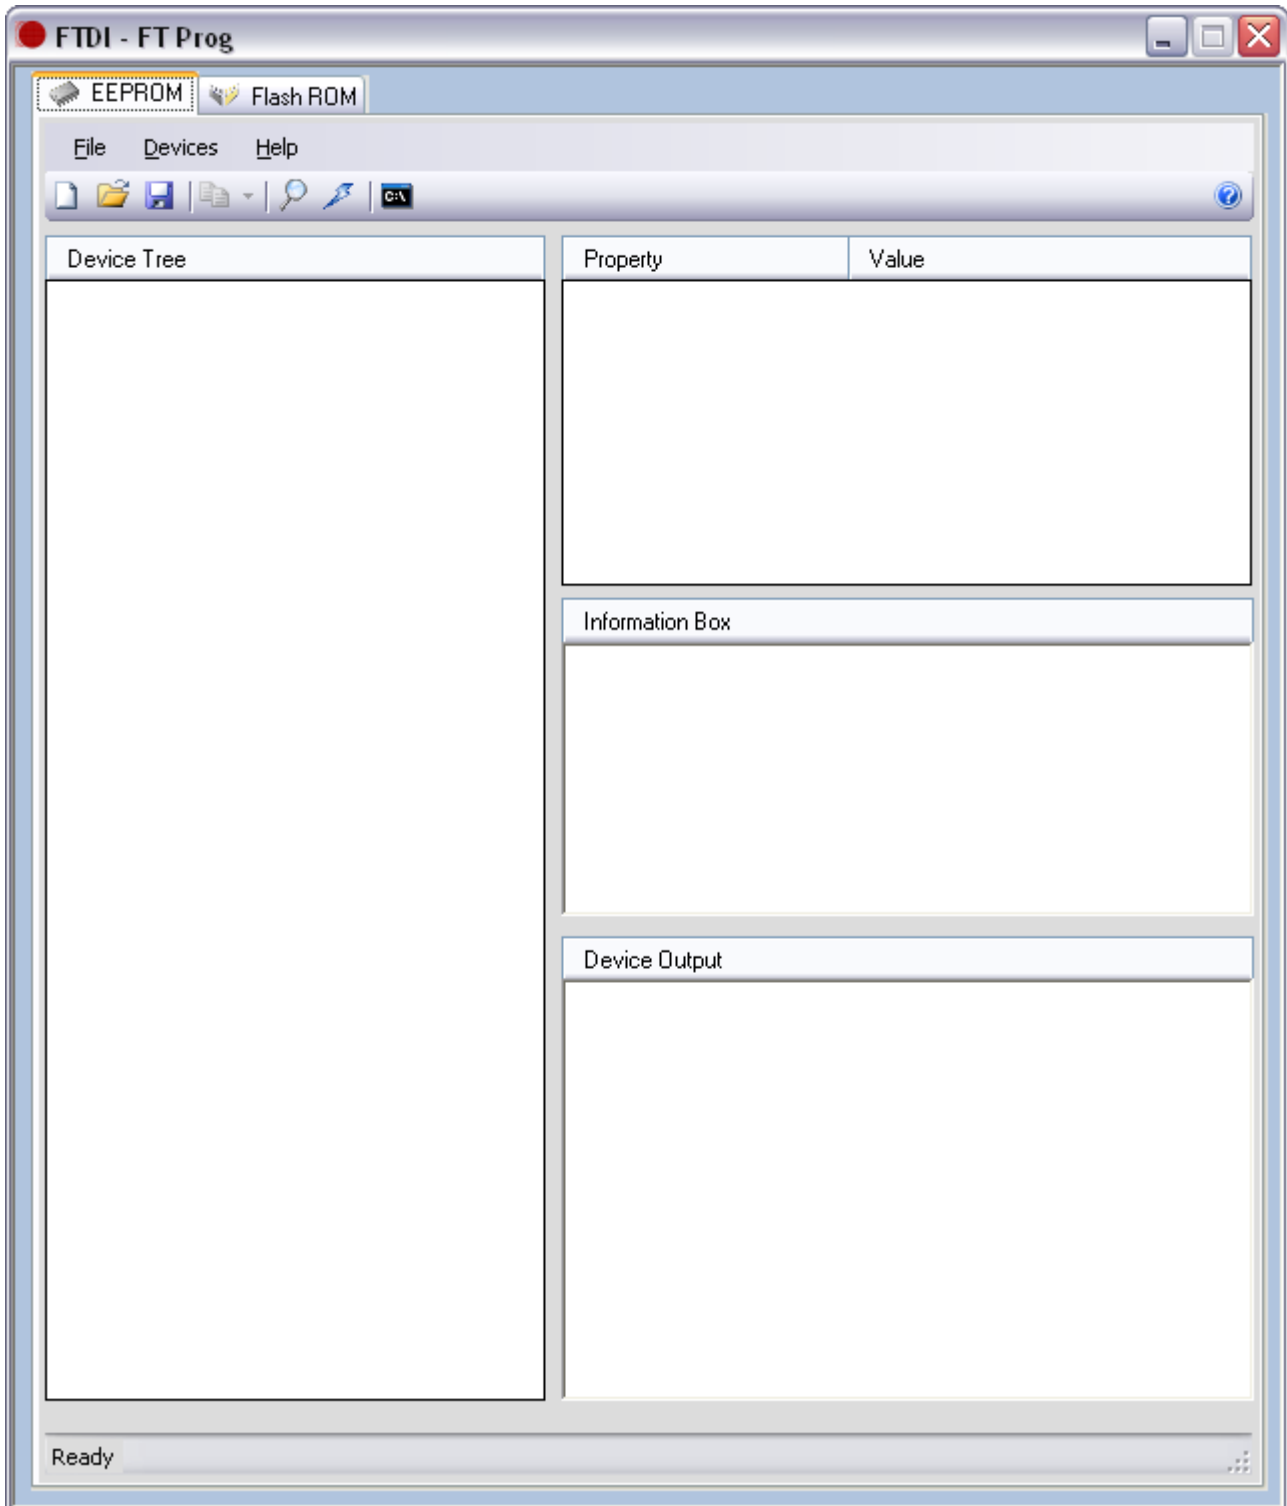 FTDI - FT Prog
EEPROM Flash ROM
File Devices Help
C:\
Device Tree
Property Value
Information Box
Device Output
Ready